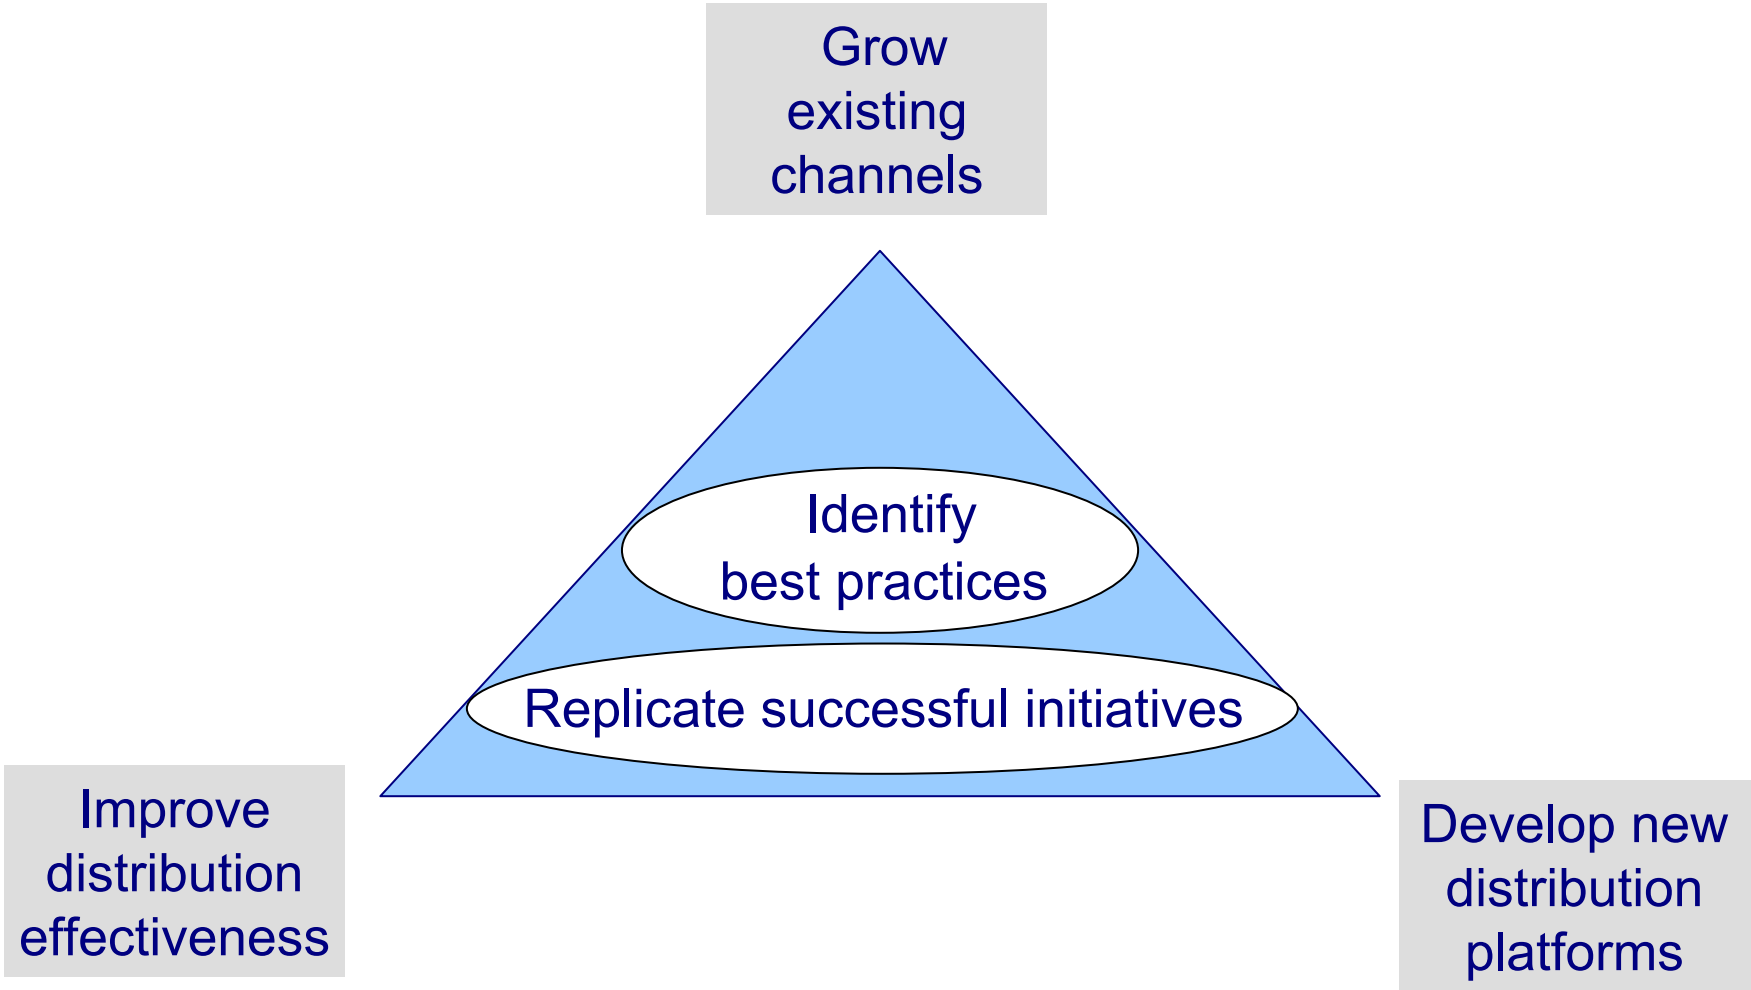 Grow
existing
channels
Identify
best practices
Replicate successful initiatives
Improve
distribution
effectiveness
Develop new
distribution
platforms